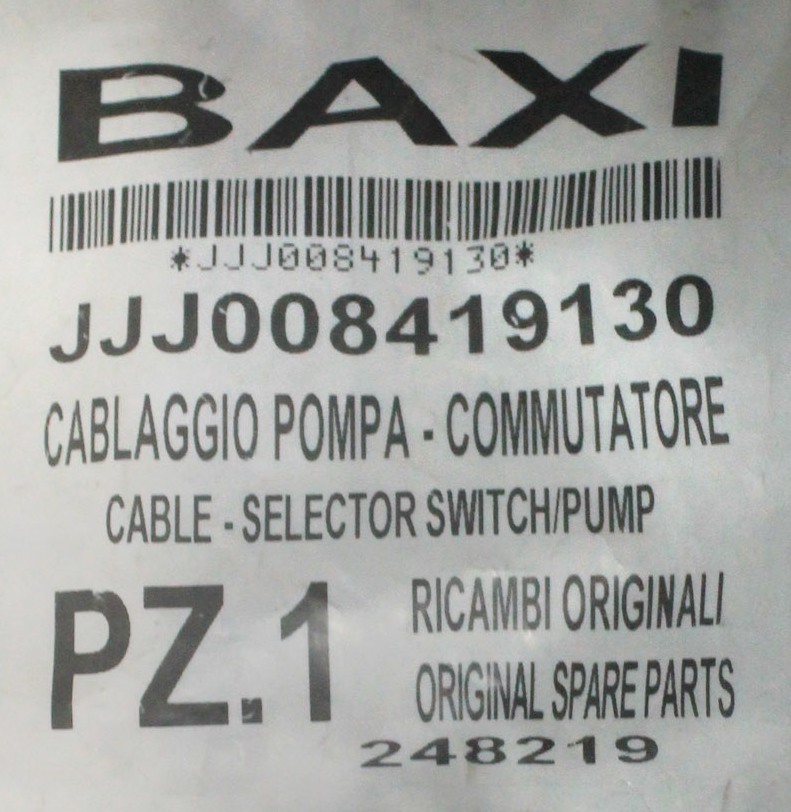 BAXI
*JJJ008419130*
JJJ008419130
CABLAGGIO POMPA - COMMUTATORE
CABLE - SELECTOR SWITCH/PUMP
PZ.1
RICAMBI ORIGINALI
ORIGINAL SPARE PARTS
248219